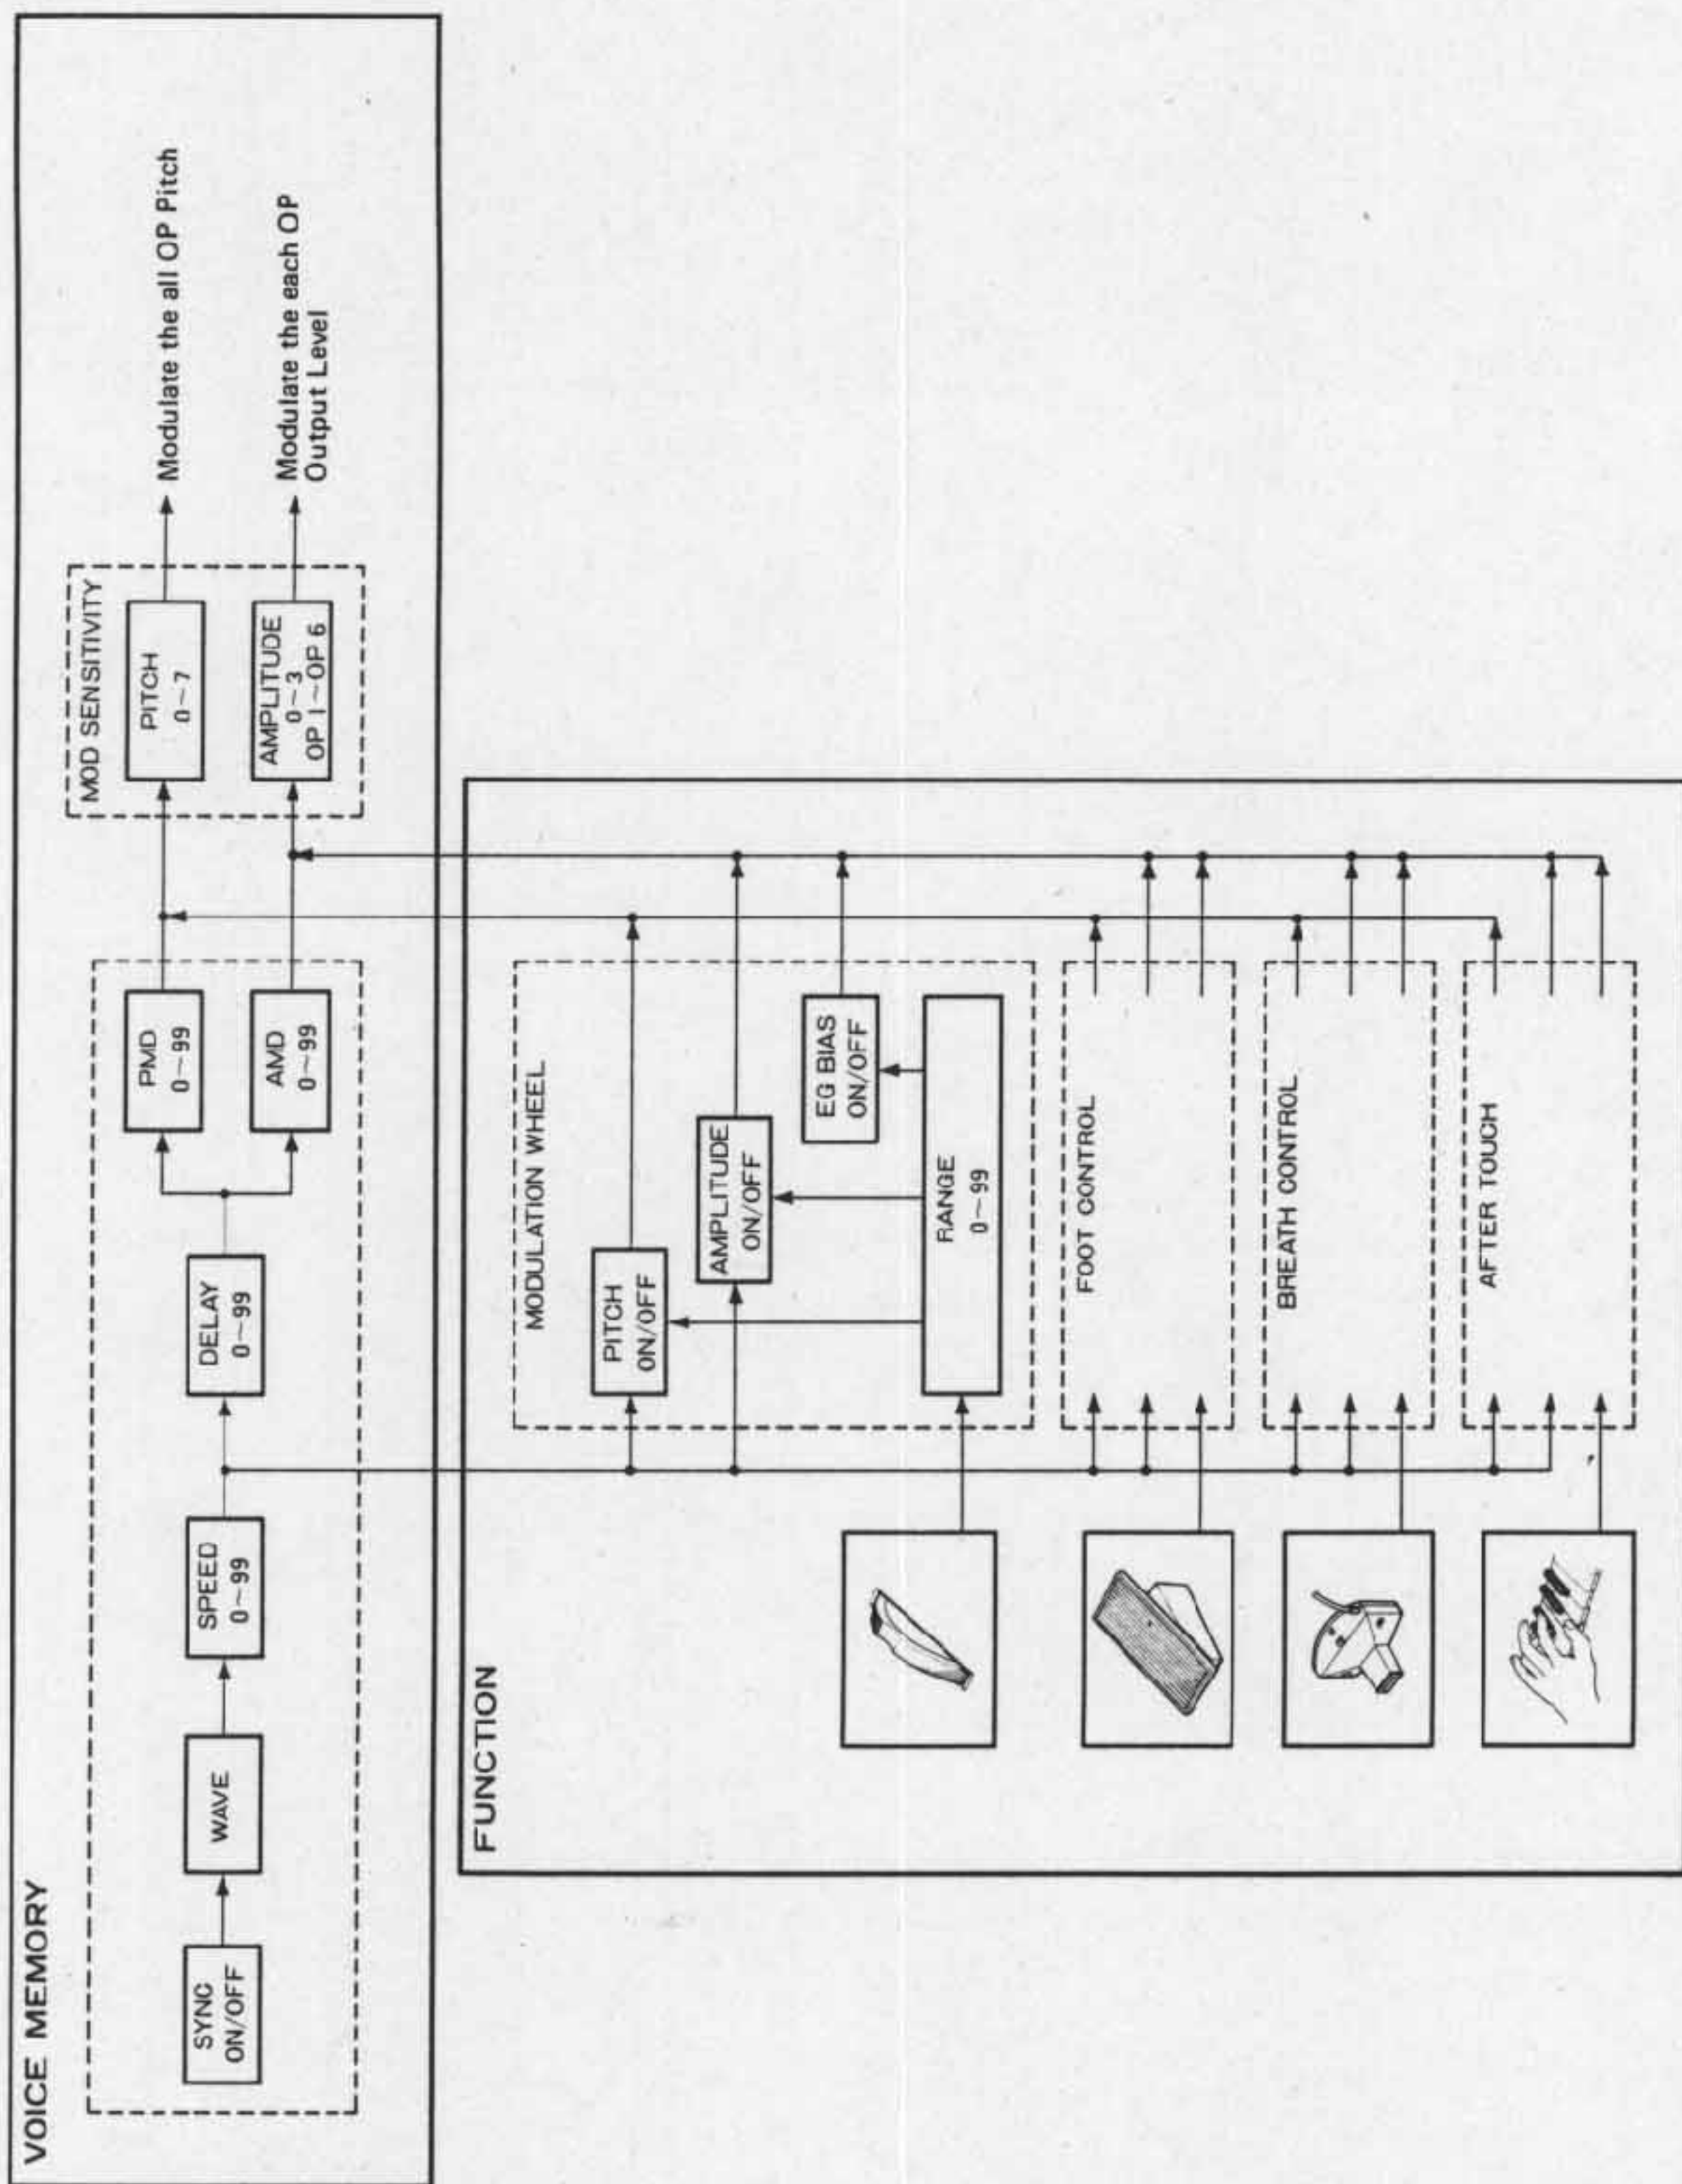 VOICE MEMORY
SYNC
ON/OFF
WAVE
SPEED
0~99
DELAY
0~99
PMD
0~99
AMD
0~99
MOD SENSITIVITY
PITCH
0~7
AMPLITUDE
0~3
OP 1~OP 6
Modulate the all OP Pitch
Modulate the each OP
Output Level
FUNCTION
MODULATION WHEEL
PITCH
ON/OFF
AMPLITUDE
ON/OFF
EG BIAS
ON/OFF
RANGE
0~99
FOOT CONTROL
BREATH CONTROL
AFTER TOUCH